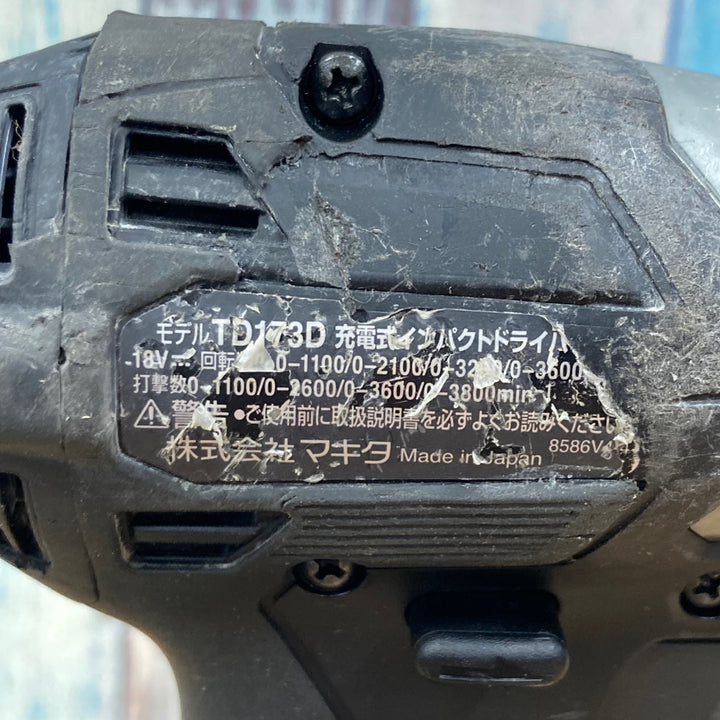 モデル TD173D 充電式インパクトドライバ
18V 回転 0-1100/0-2100/0-3200/0-3600
打撃数0-1100/0-2600/0-3600/0-3800min
警告 ●ご使用前に取扱説明書を必ずよくお読みください
株式会社 マキタ Made in Japan 8586V